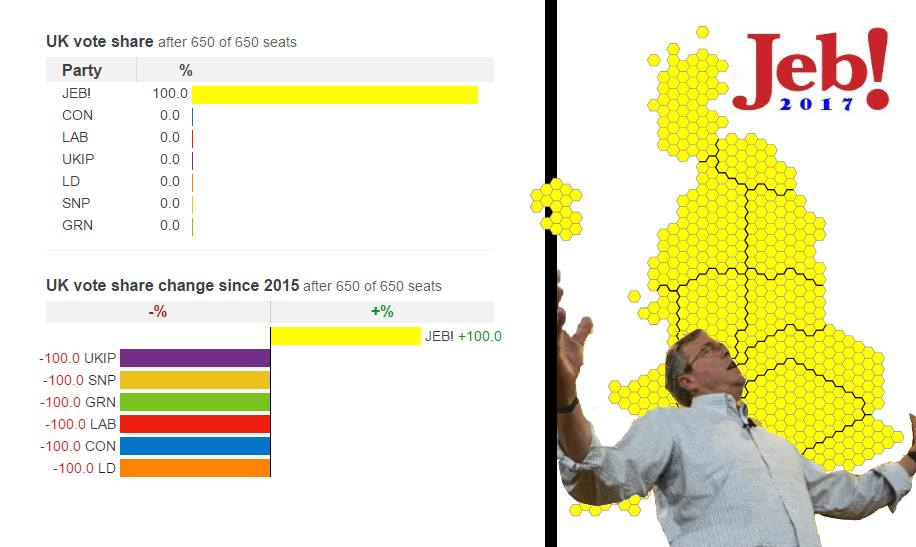 UK vote share after 650 of 650 seats
Party %
JEB! 100.0
CON 0.0
LAB 0.0
UKIP 0.0
LD 0.0
SNP 0.0
GRN 0.0
UK vote share change since 2015 after 650 of 650 seats
-% +%
JEB! +100.0
-100.0 UKIP
-100.0 SNP
-100.0 GRN
-100.0 LAB
-100.0 CON
-100.0 LD
Jeb!
2017